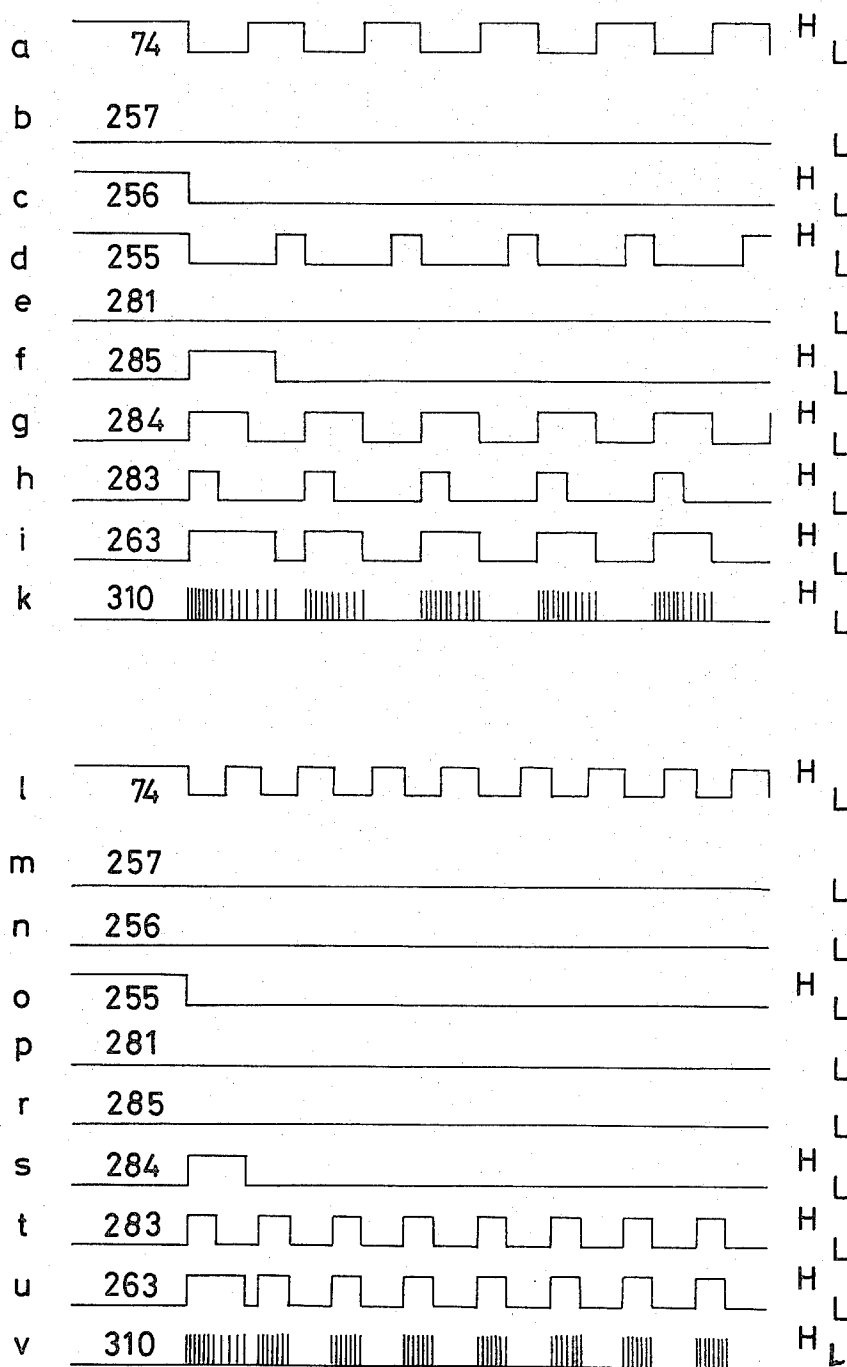 a 74 H L
b 257 L
c 256 H L
d 255 H L
e 281 L
f 285 H L
g 284 H L
h 283 H L
i 263 H L
k 310 H L
l 74 H L
m 257 L
n 256 L
o 255 H L
p 281 L
r 285 L
s 284 H L
t 283 H L
u 263 H L
v 310 H L